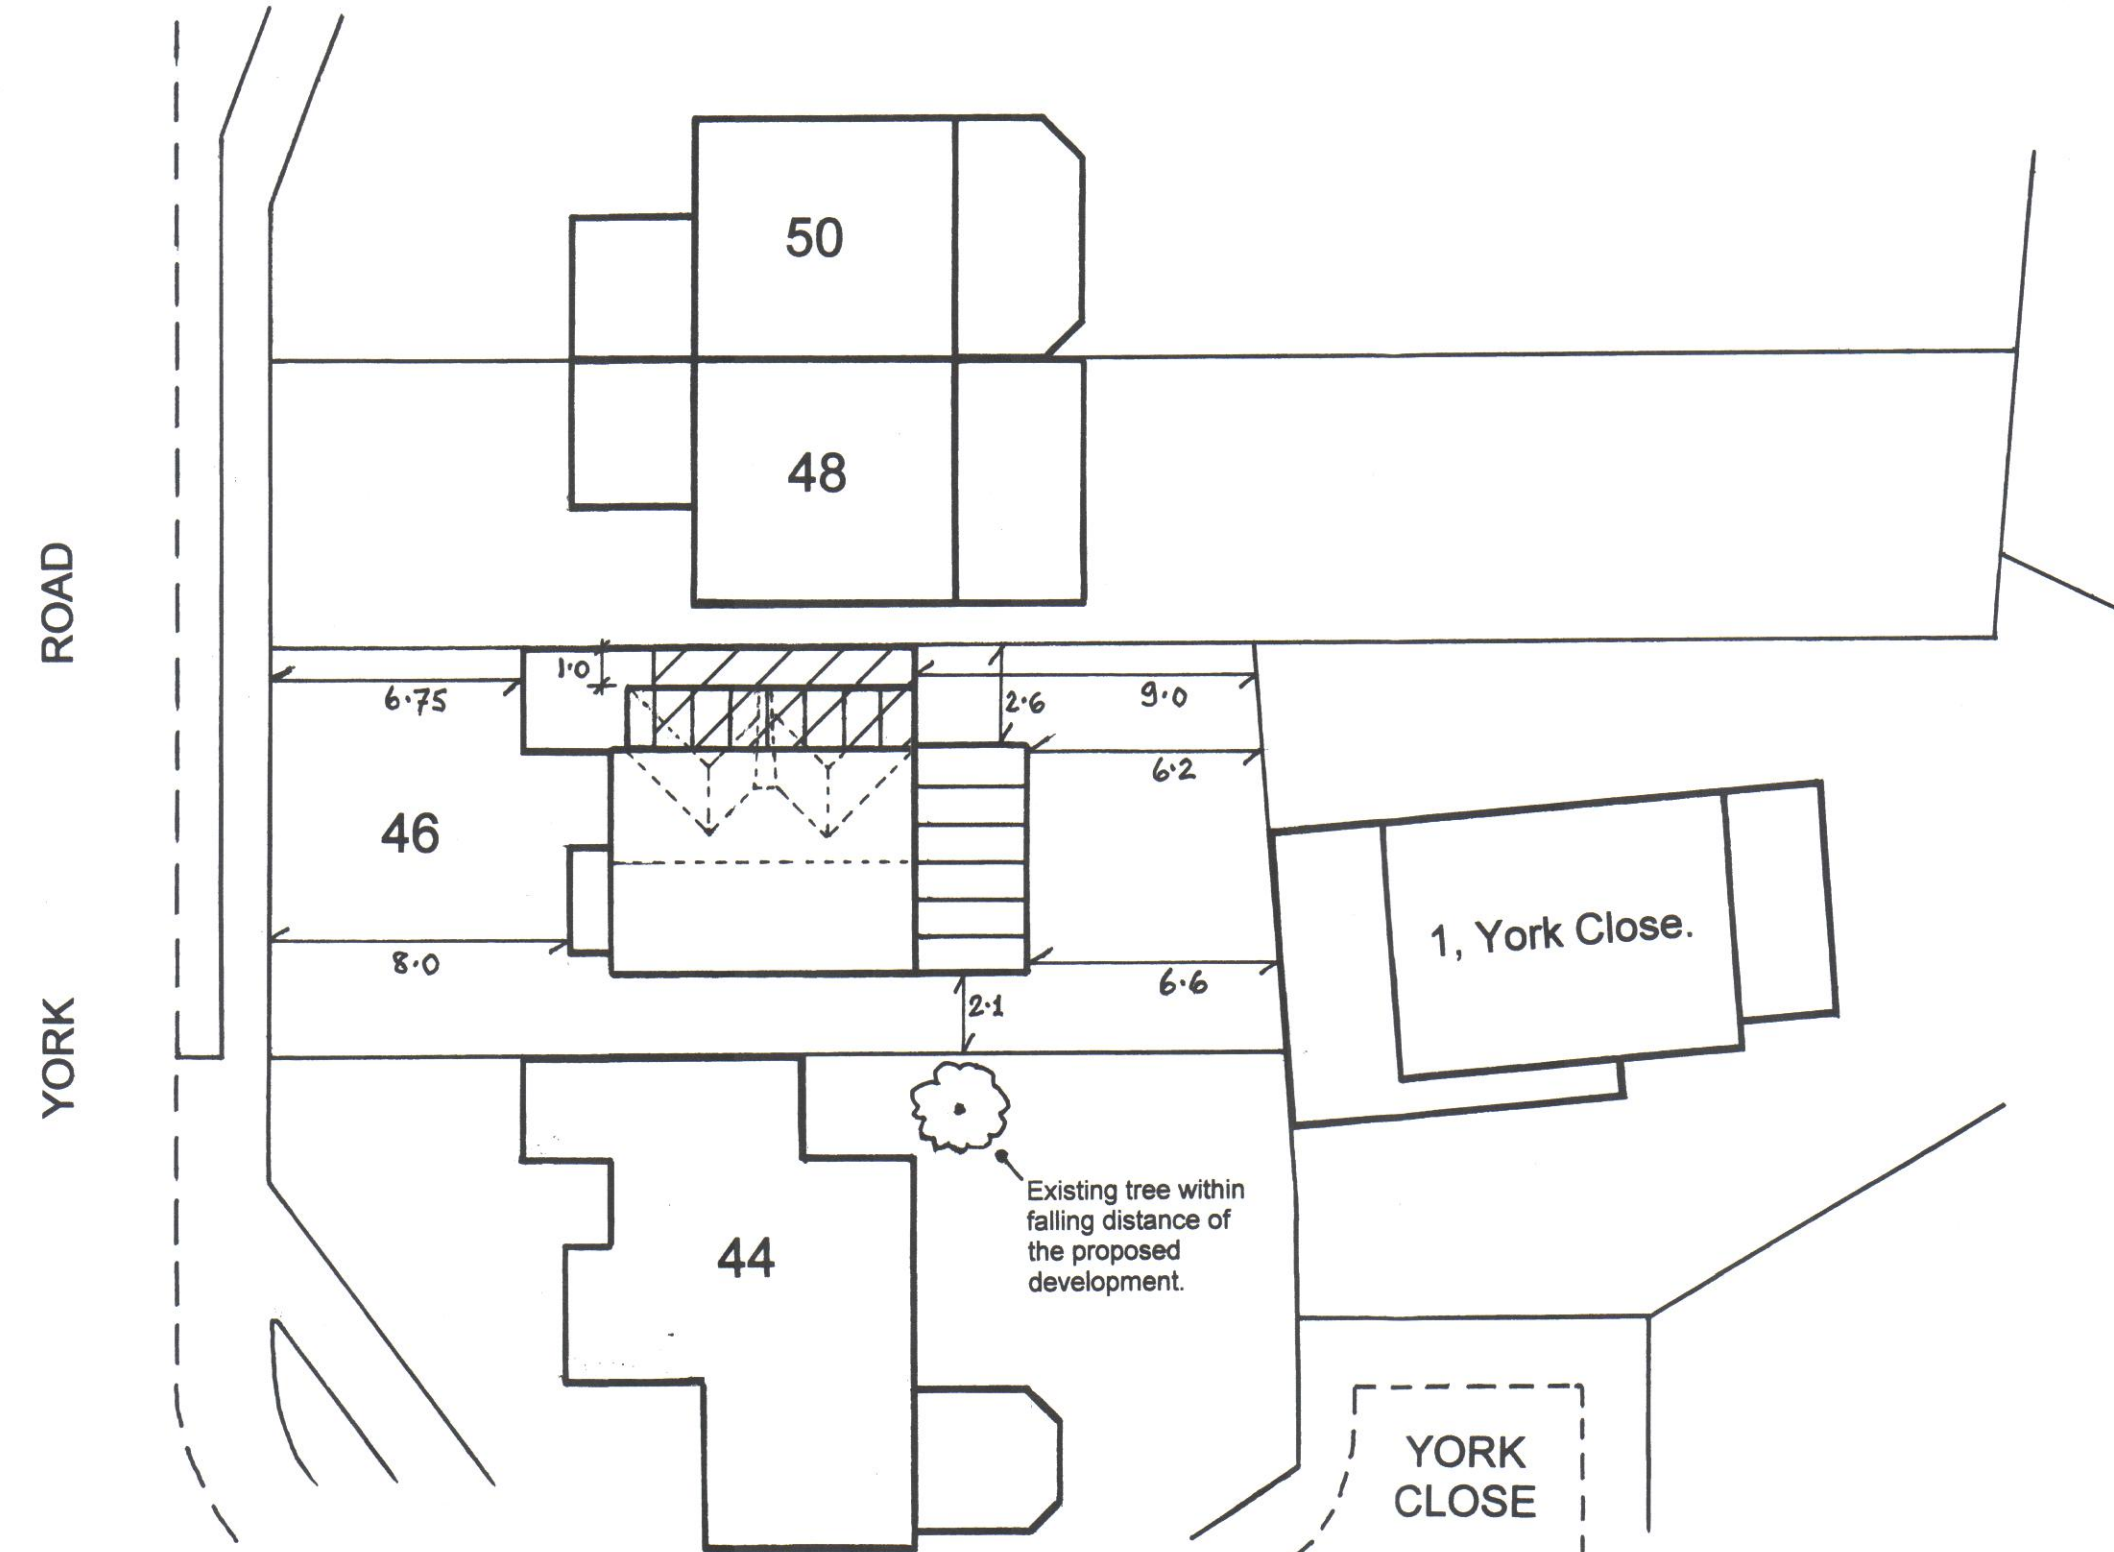 50
48
ROAD
1·0
6·75
2·6
9·0
6·2
46
1, York Close.
8·0
6·6
2·1
YORK
Existing tree within
falling distance of
the proposed
development.
44
YORK
CLOSE